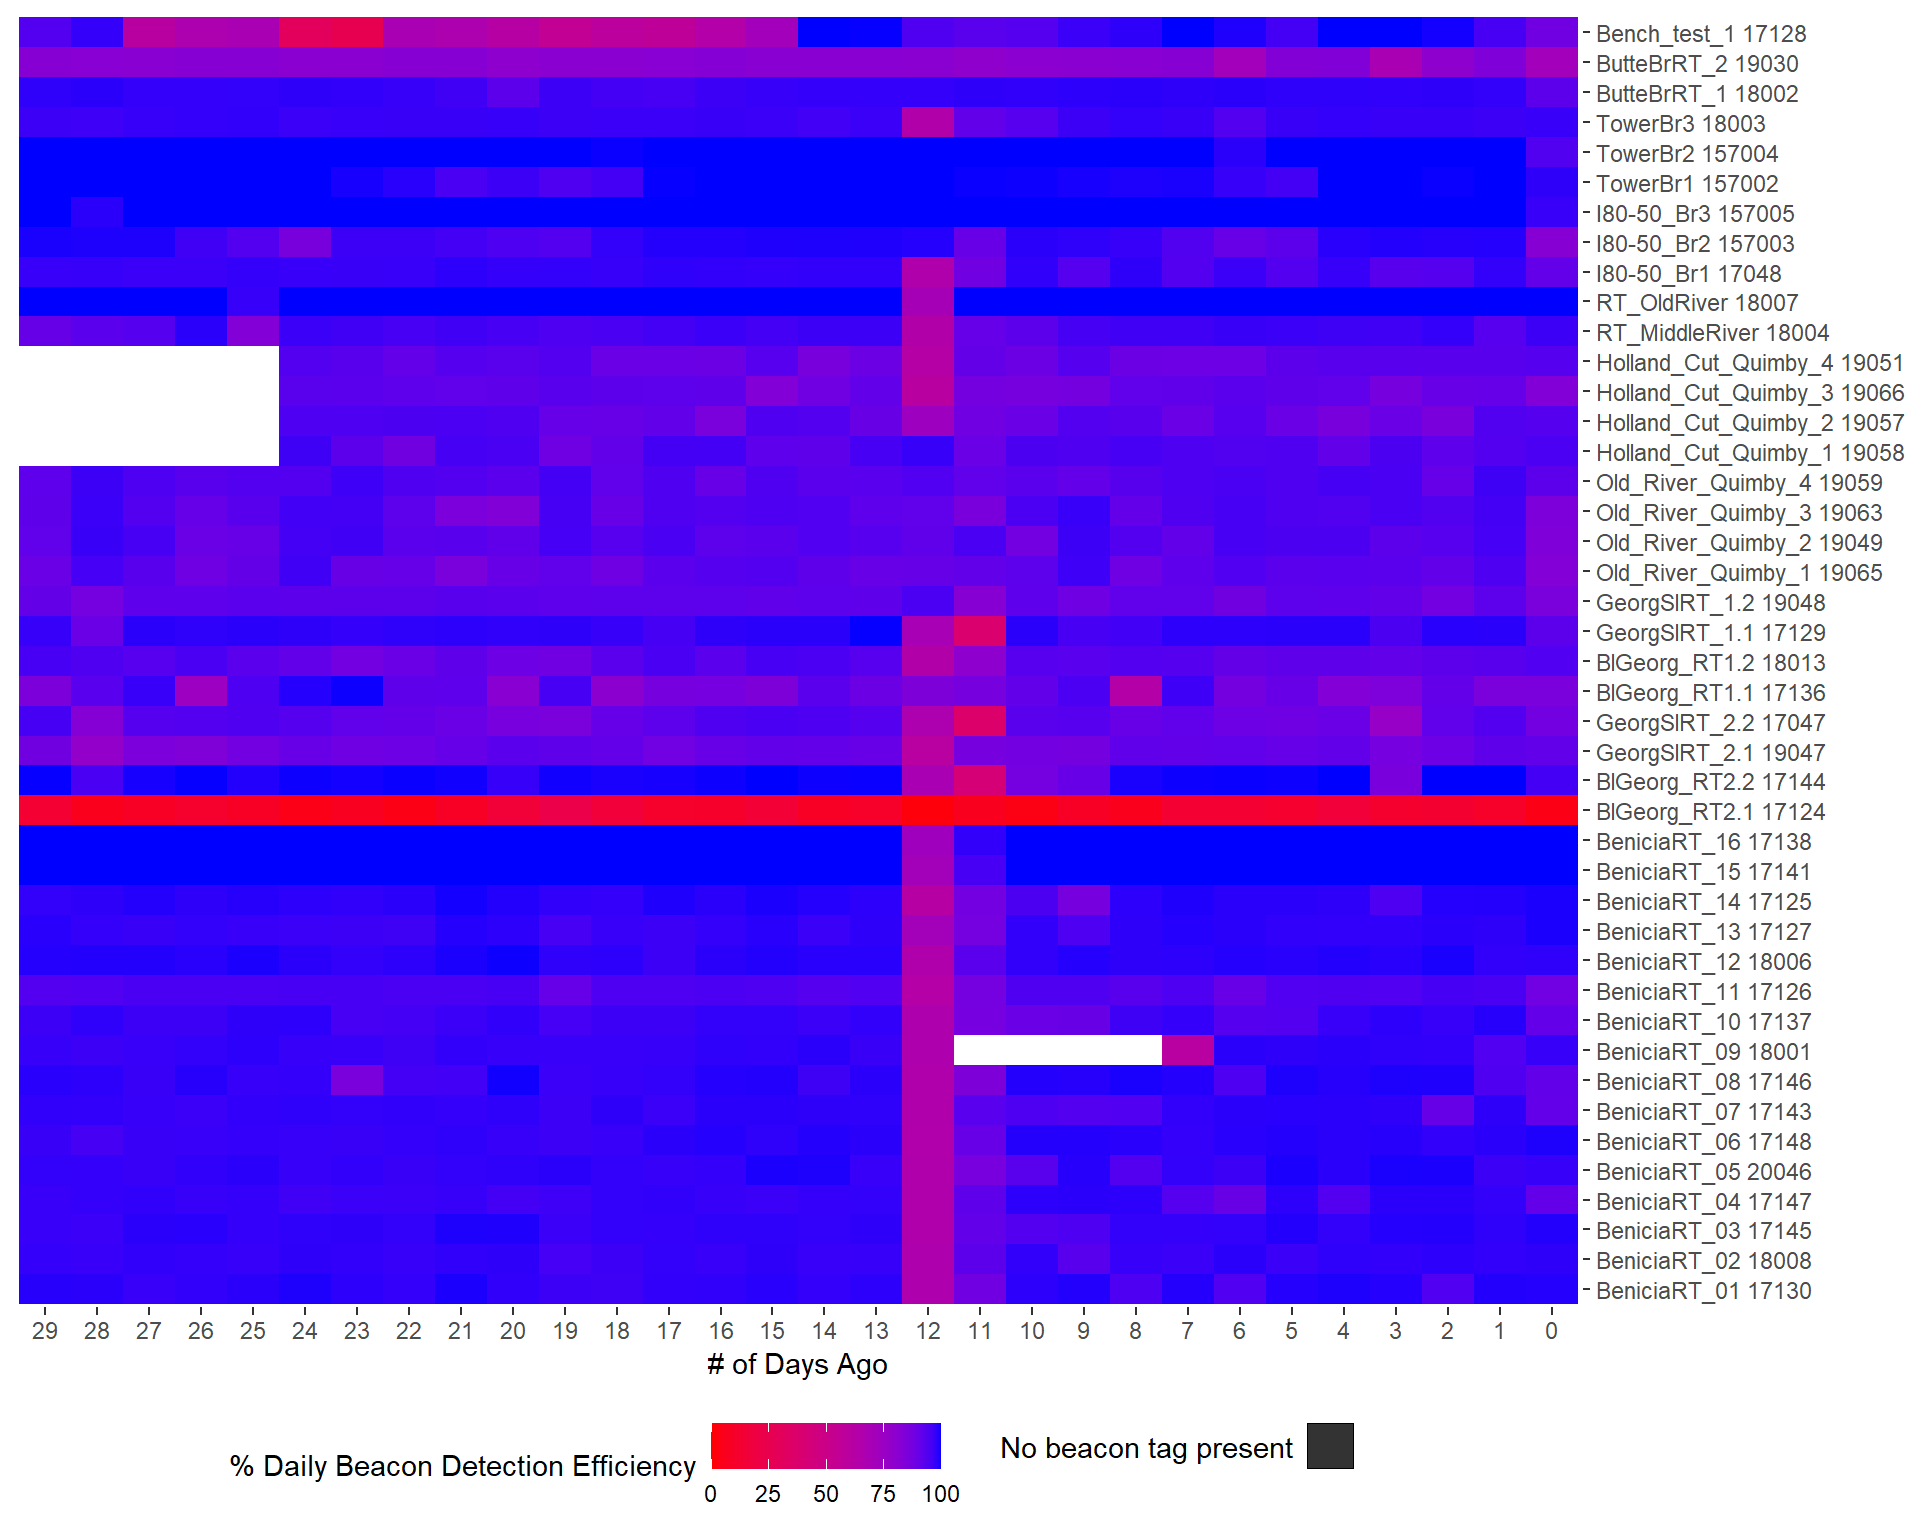 Bench_test_1 17128
ButteBrRT_2 19030
ButteBrRT_1 18002
TowerBr3 18003
TowerBr2 157004
TowerBr1 157002
I80-50_Br3 157005
I80-50_Br2 157003
I80-50_Br1 17048
RT_OldRiver 18007
RT_MiddleRiver 18004
Holland_Cut_Quimby_4 19051
Holland_Cut_Quimby_3 19066
Holland_Cut_Quimby_2 19057
Holland_Cut_Quimby_1 19058
Old_River_Quimby_4 19059
Old_River_Quimby_3 19063
Old_River_Quimby_2 19049
Old_River_Quimby_1 19065
GeorgSlRT_1.2 19048
GeorgSlRT_1.1 17129
BlGeorg_RT1.2 18013
BlGeorg_RT1.1 17136
GeorgSlRT_2.2 17047
GeorgSlRT_2.1 19047
BlGeorg_RT2.2 17144
BlGeorg_RT2.1 17124
BeniciaRT_16 17138
BeniciaRT_15 17141
BeniciaRT_14 17125
BeniciaRT_13 17127
BeniciaRT_12 18006
BeniciaRT_11 17126
BeniciaRT_10 17137
BeniciaRT_09 18001
BeniciaRT_08 17146
BeniciaRT_07 17143
BeniciaRT_06 17148
BeniciaRT_05 20046
BeniciaRT_04 17147
BeniciaRT_03 17145
BeniciaRT_02 18008
BeniciaRT_01 17130
29 28 27 26 25 24 23 22 21 20 19 18 17 16 15 14 13 12 11 10 9 8 7 6 5 4 3 2 1 0
# of Days Ago
% Daily Beacon Detection Efficiency
0 25 50 75 100
No beacon tag present